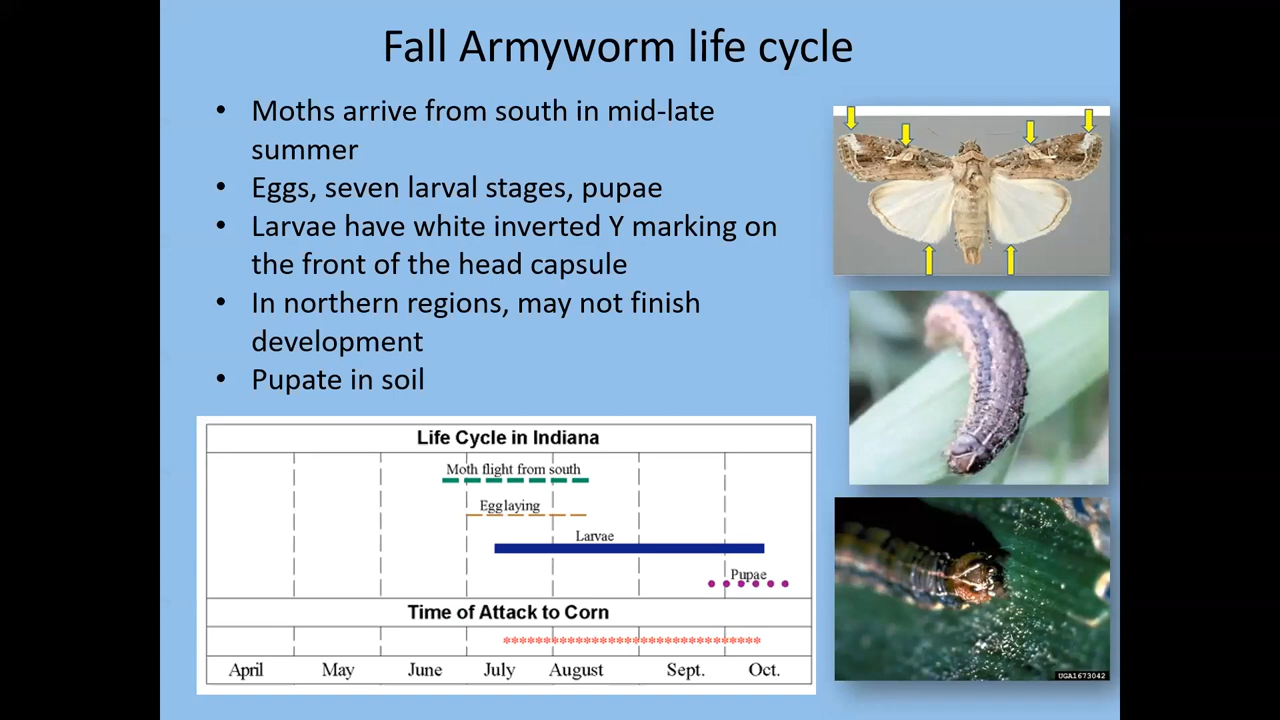 Fall Armyworm life cycle
• Moths arrive from south in mid-late
summer
• Eggs, seven larval stages, pupae
• Larvae have white inverted Y marking on
the front of the head capsule
• In northern regions, may not finish
development
• Pupate in soil
Life Cycle in Indiana
Moth flight from south
Egg laying
Larvae
Pupae
Time of Attack to Corn
******************************
April May June July August Sept. Oct.
UGA1673042